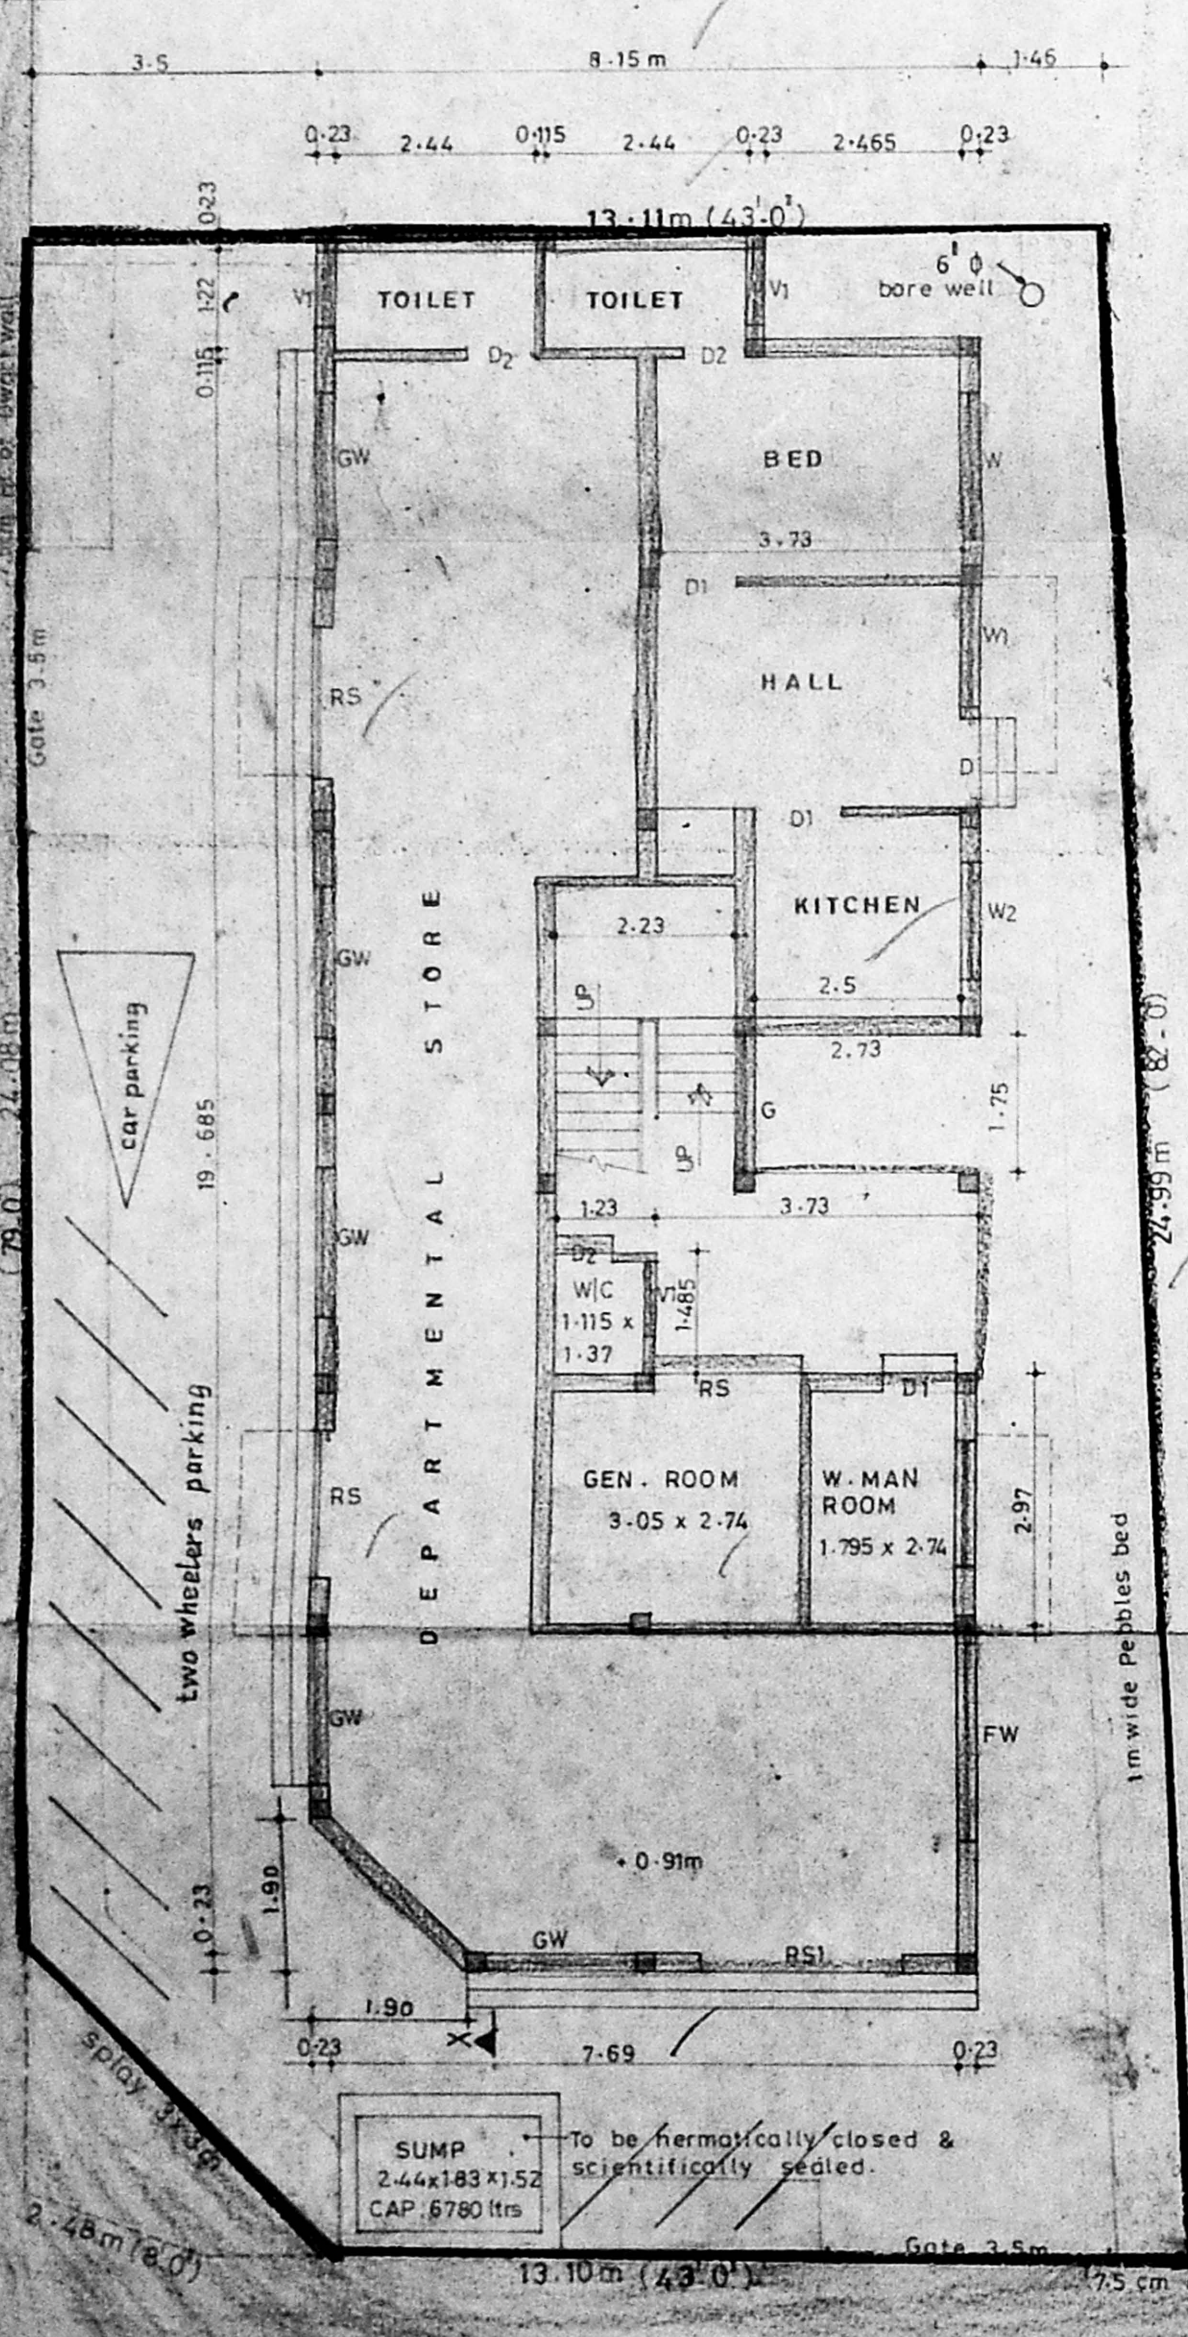 3.5
8.15 m
1.45
0.23
2.44
0.115
2.44
0.23
2.465
0.23
0.23
13.11m (43'-0")
6" Φ
bore well
V1
TOILET
TOILET
V1
1.22
D2
D2
0.115
GW
BED
W
3.73
D1
Gate 3.5m
W1
HALL
RS
D
D1
DEPARTMENTAL STORE
KITCHEN
W2
2.23
GW
2.5
UP
2.73
car parking
G
1.75
UP
19.685
24.99m (82-0)
(79.0) 24.08m
1.23
3.73
GW
D2
W/C
V1
1.485
1.115 x
1.37
RS
D1
two wheelers parking
GEN. ROOM
3.05 x 2.74
W.MAN
ROOM
1.795 x 2.74
2.97
RS
1m wide Pebbles bed
GW
FW
+0.91m
1.90
0.23
GW
RS1
1.90
X
0.23
7.69
0.23
splay 3x3m
To be hermatically closed &
scientifically sealed.
SUMP
2.44x1.83x1.52
CAP: 6780 ltrs
2.48m (8.0')
Gate 3.5m
13.10m (43'0")
7.5 cm